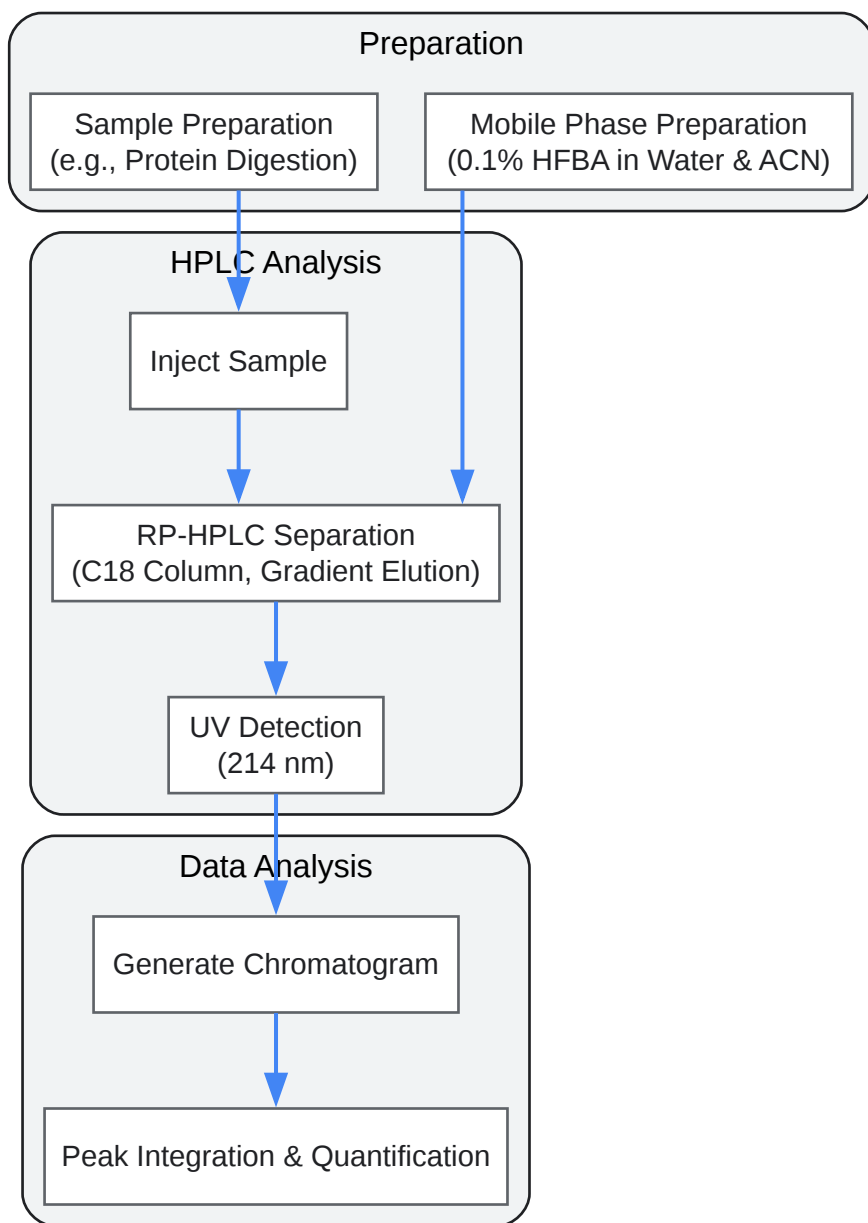 Preparation
Sample Preparation
(e.g., Protein Digestion)
Mobile Phase Preparation
(0.1% HFBA in Water & ACN)
HPLC Analysis
Inject Sample
RP-HPLC Separation
(C18 Column, Gradient Elution)
UV Detection
(214 nm)
Data Analysis
Generate Chromatogram
Peak Integration & Quantification